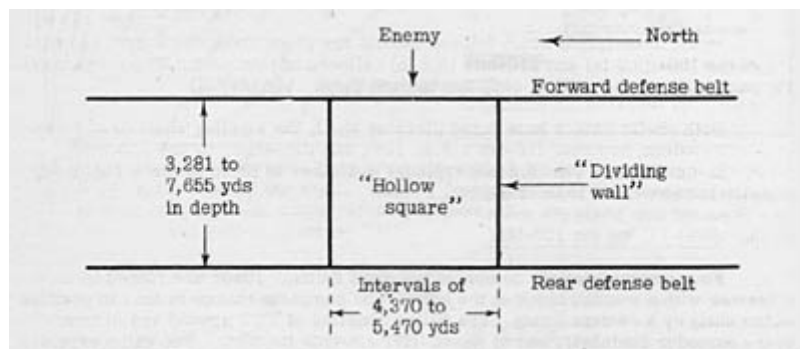 Enemy
North
Forward defense belt
3,281 to
7,655 yds
in depth
“Hollow
square”
“Dividing
wall”
Rear defense belt
Intervals of
4,370 to
5,470 yds